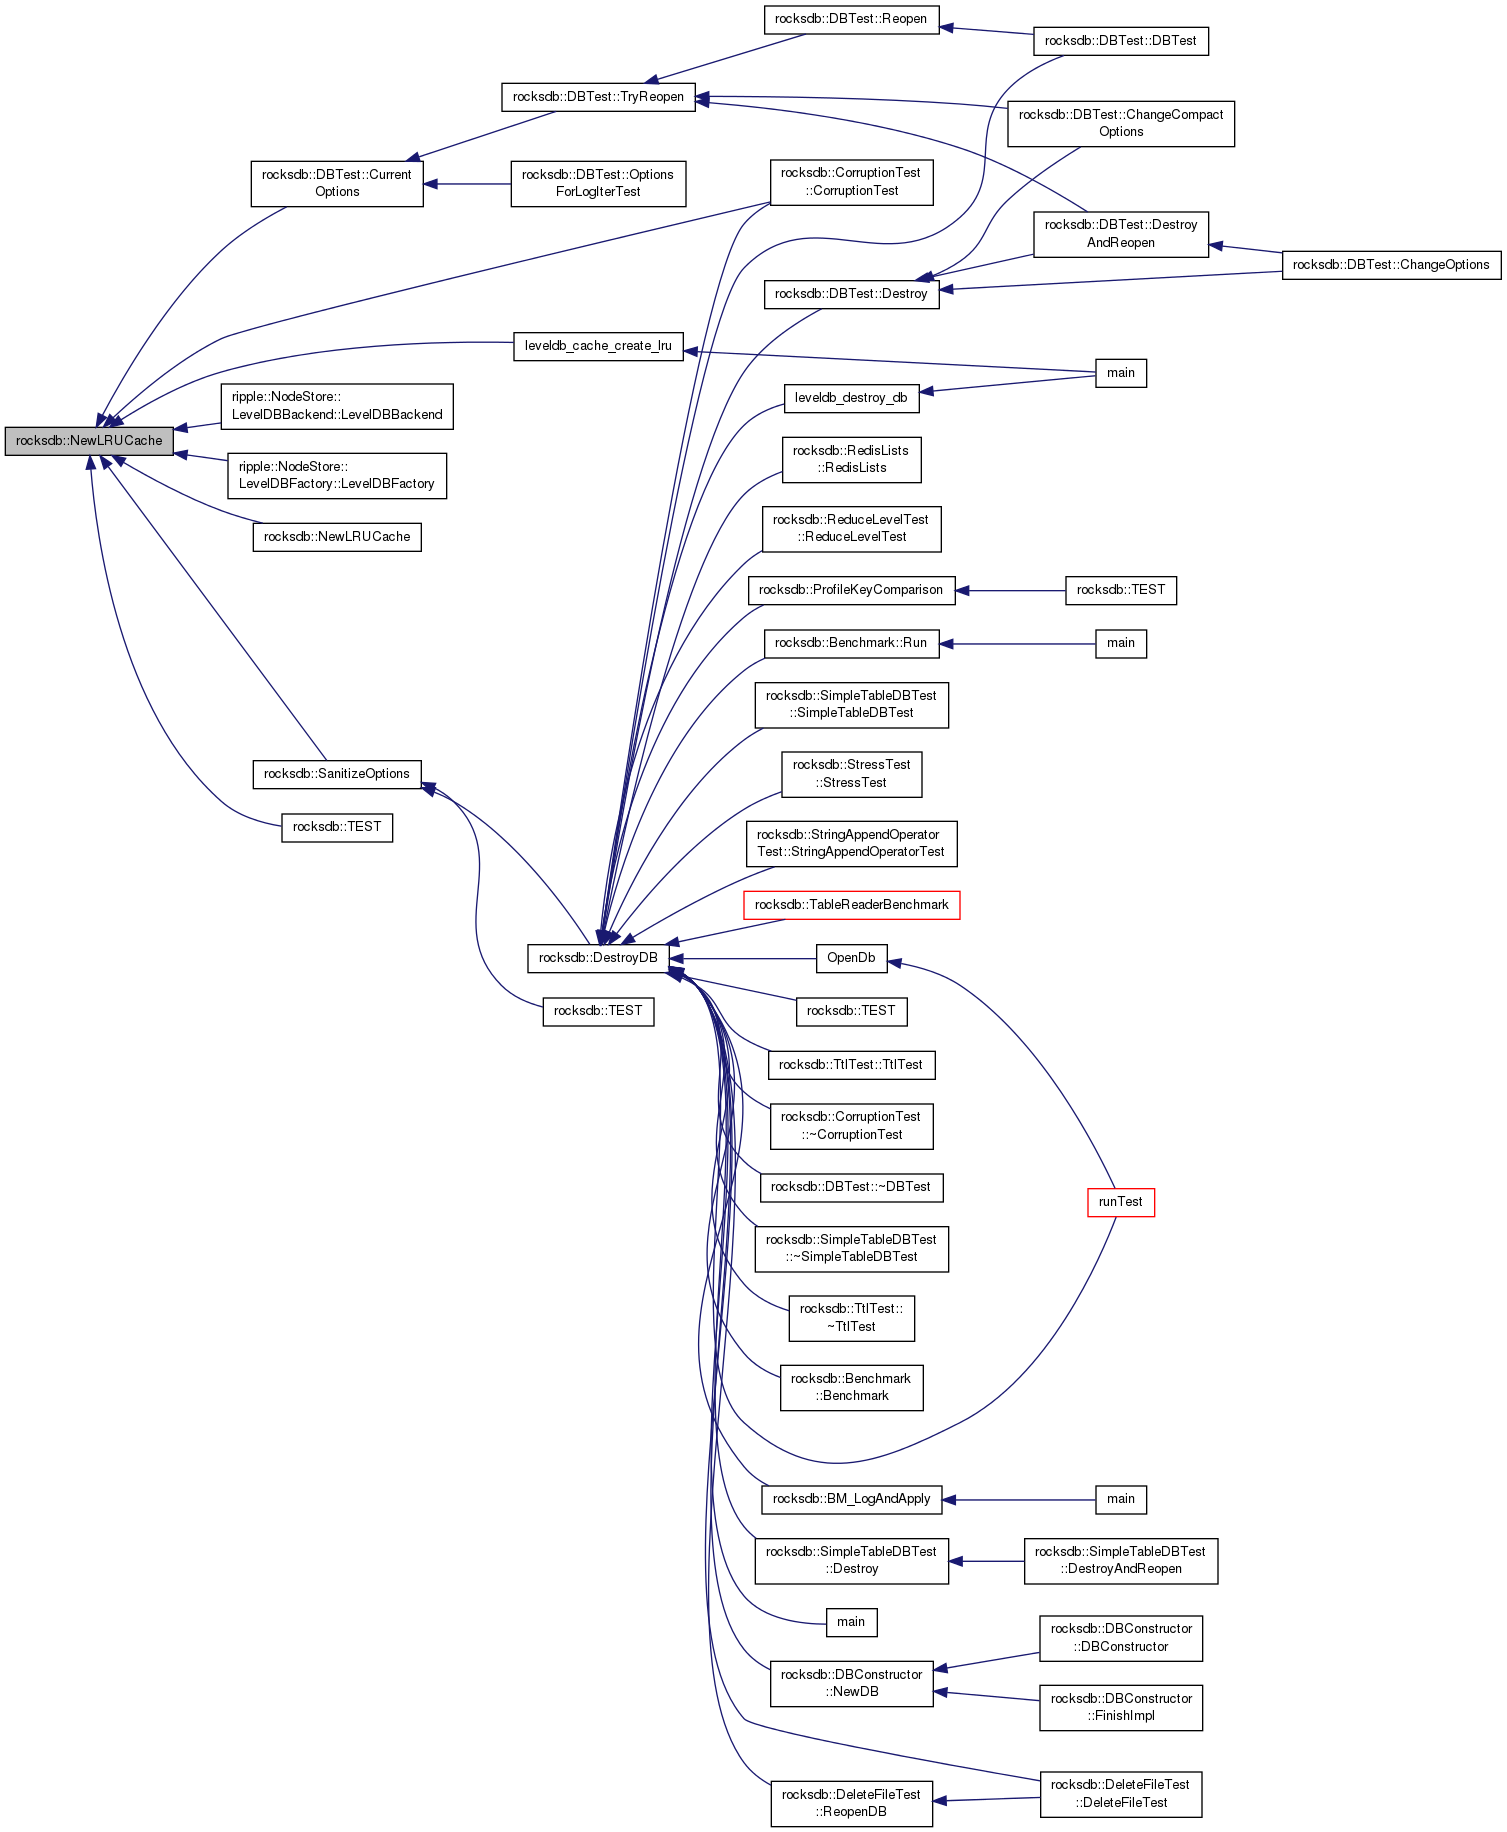 rocksdb::DBTest::Reopen
rocksdb::DBTest::DBTest
rocksdb::DBTest::TryReopen
rocksdb::DBTest::ChangeCompact
Options
rocksdb::DBTest::Current
Options
rocksdb::DBTest::Options
ForLogIterTest
rocksdb::CorruptionTest
::CorruptionTest
rocksdb::DBTest::Destroy
AndReopen
rocksdb::DBTest::ChangeOptions
rocksdb::DBTest::Destroy
leveldb_cache_create_lru
main
leveldb_destroy_db
ripple::NodeStore::
LevelDBBackend::LevelDBBackend
rocksdb::NewLRUCache
rocksdb::RedisLists
::RedisLists
ripple::NodeStore::
LevelDBFactory::LevelDBFactory
rocksdb::NewLRUCache
rocksdb::ReduceLevelTest
::ReduceLevelTest
rocksdb::ProfileKeyComparison
rocksdb::TEST
rocksdb::Benchmark::Run
main
rocksdb::SimpleTableDBTest
::SimpleTableDBTest
rocksdb::SanitizeOptions
rocksdb::StressTest
::StressTest
rocksdb::TEST
rocksdb::StringAppendOperator
Test::StringAppendOperatorTest
rocksdb::TableReaderBenchmark
rocksdb::DestroyDB
OpenDb
rocksdb::TEST
rocksdb::TEST
rocksdb::TtlTest::TtlTest
rocksdb::CorruptionTest
::~CorruptionTest
rocksdb::DBTest::~DBTest
runTest
rocksdb::SimpleTableDBTest
::~SimpleTableDBTest
rocksdb::TtlTest::
~TtlTest
rocksdb::Benchmark
::Benchmark
rocksdb::BM_LogAndApply
main
rocksdb::SimpleTableDBTest
::Destroy
rocksdb::SimpleTableDBTest
::DestroyAndReopen
main
rocksdb::DBConstructor
::DBConstructor
rocksdb::DBConstructor
::NewDB
rocksdb::DBConstructor
::FinishImpl
rocksdb::DeleteFileTest
::ReopenDB
rocksdb::DeleteFileTest
::DeleteFileTest